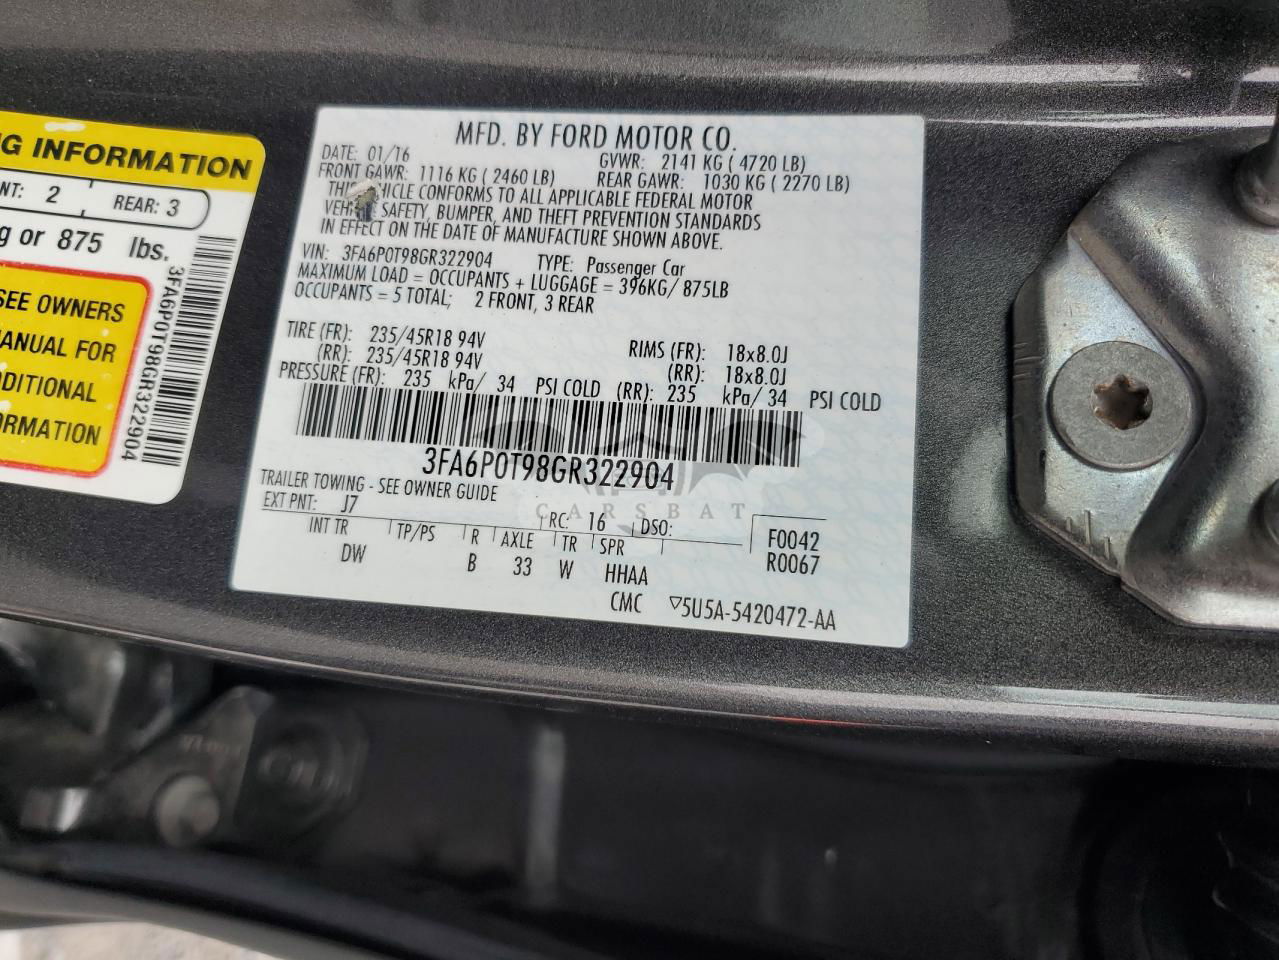 NG INFORMATION
NT: 2 REAR: 3
g or 875 lbs.
SEE OWNERS
MANUAL FOR
DDITIONAL
ORMATION
3FA6P0T98GR322904
MFD. BY FORD MOTOR CO.
DATE: 01/16 GVWR: 2141 KG ( 4720 LB)
FRONT GAWR: 1116 KG ( 2460 LB) REAR GAWR: 1030 KG ( 2270 LB)
THIS VEHICLE CONFORMS TO ALL APPLICABLE FEDERAL MOTOR
VEHICLE SAFETY, BUMPER, AND THEFT PREVENTION STANDARDS
IN EFFECT ON THE DATE OF MANUFACTURE SHOWN ABOVE.
VIN: 3FA6P0T98GR322904 TYPE: Passenger Car
MAXIMUM LOAD = OCCUPANTS + LUGGAGE = 396KG/ 875LB
OCCUPANTS = 5 TOTAL; 2 FRONT, 3 REAR
TIRE (FR): 235/45R18 94V RIMS (FR): 18x8.0J
(RR): 235/45R18 94V (RR): 18x8.0J
PRESSURE (FR): 235 kPa/ 34 PSI COLD (RR): 235 kPa/ 34 PSI COLD
3FA6P0T98GR322904
TRAILER TOWING - SEE OWNER GUIDE
CARSBAT
EXT PNT: J7 RC: 16 DSO: F0042
INT TR TP/PS R AXLE TR SPR R0067
DW B 33 W HHAA
CMC ▽5U5A-5420472-AA